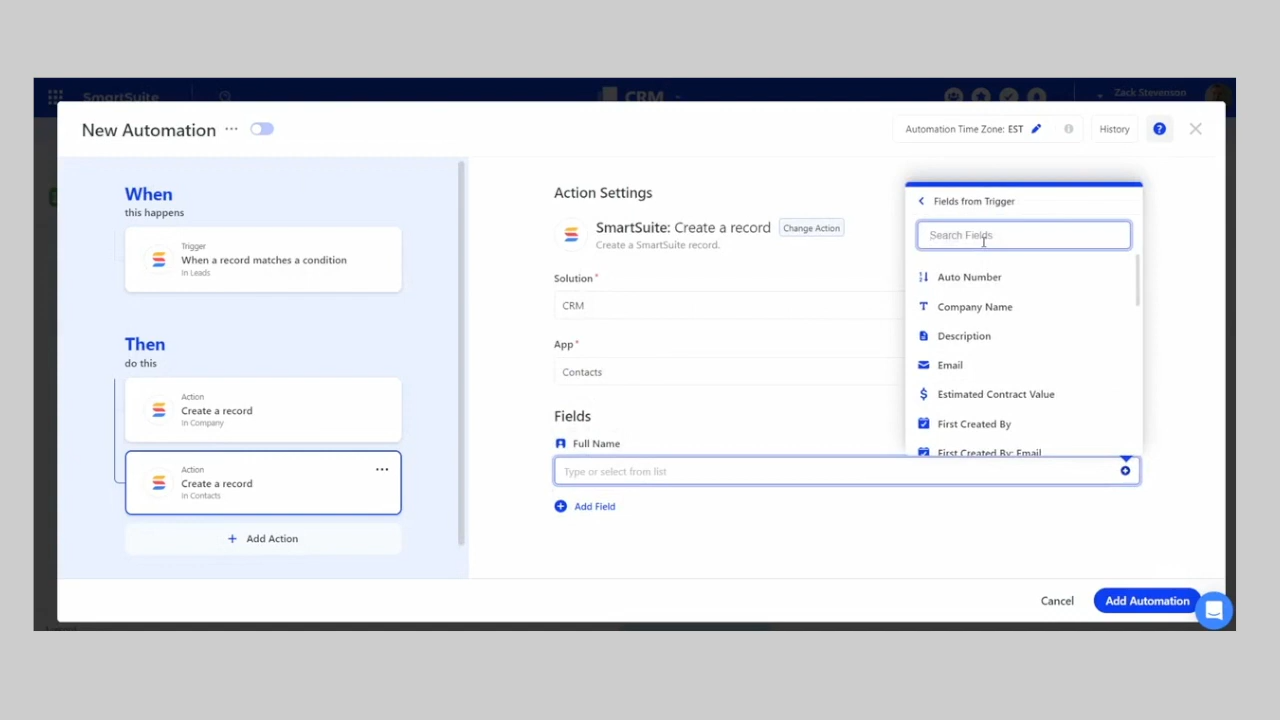 SmartSuite
CRM
Zack Stevenson
New Automation
Automation Time Zone: EST
History
When
this happens
Trigger
When a record matches a condition
In Leads
Then
do this
Action
Create a record
In Company
Action
Create a record
In Contacts
+ Add Action
Action Settings
SmartSuite: Create a record
Change Action
Create a SmartSuite record.
Solution*
CRM
App*
Contacts
Fields
Full Name
Type or select from list
Add Field
Fields from Trigger
Search Fields
Auto Number
Company Name
Description
Email
Estimated Contract Value
First Created By
First Created By: Email
Cancel
Add Automation